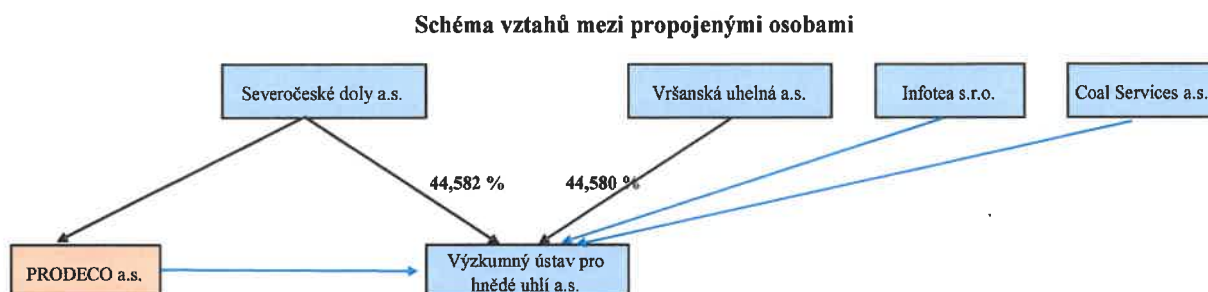 Schéma vztahů mezi propojenými osobami
Severočeské doly a.s.
Vršanská uhelná a.s.
Infotea s.r.o.
Coal Services a.s.
44,582 %
44,580 %
PRODECO a.s.
Výzkumný ústav pro
hnědé uhlí a.s.